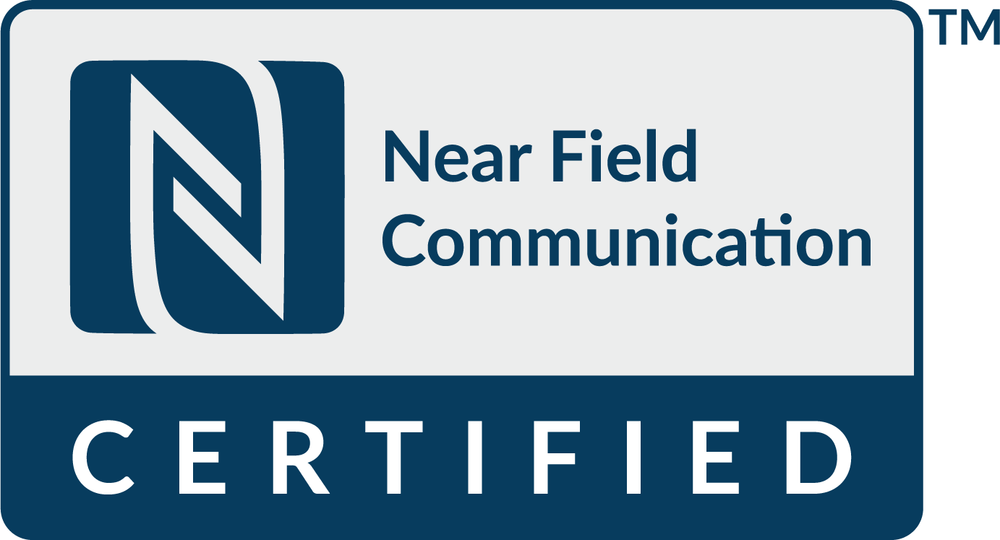 TM
Near Field
Communication
CERTIFIED